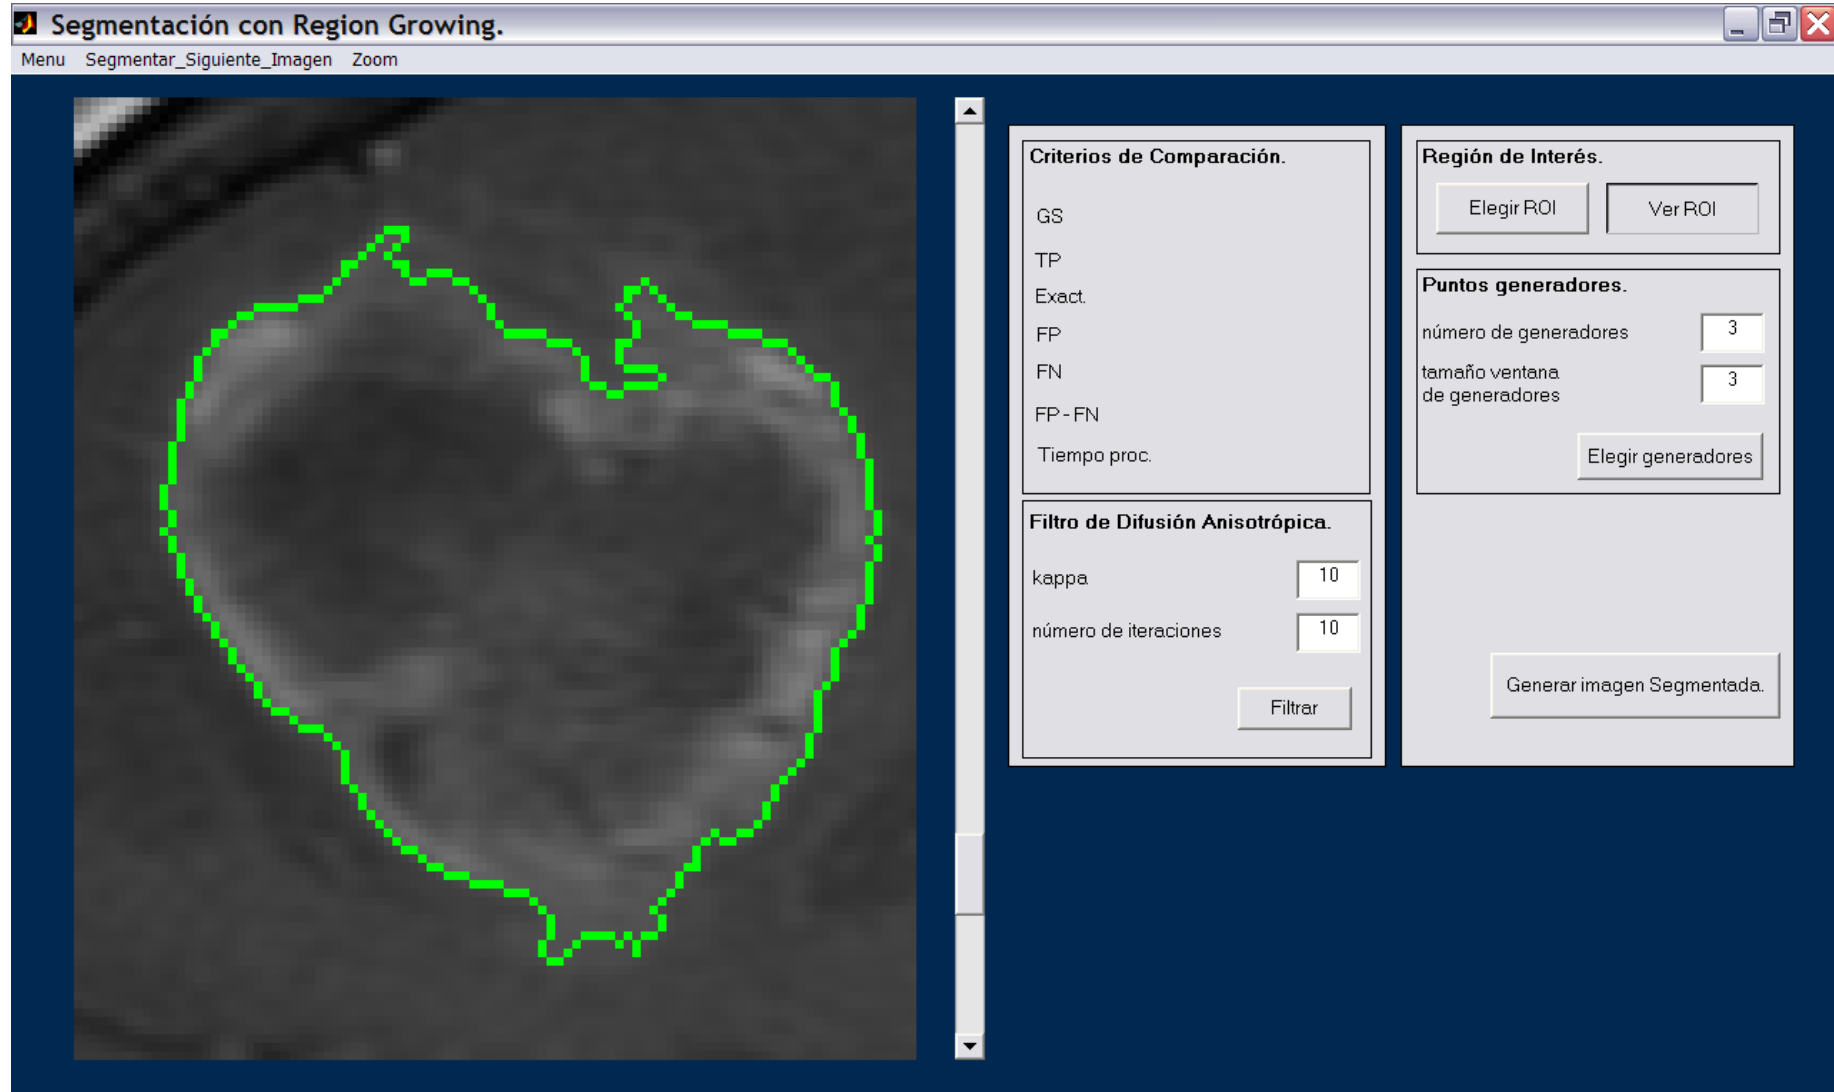 Segmentación con Region Growing.
Menu Segmentar_Siguiente_Imagen Zoom
Criterios de Comparación.
GS
TP
Exact.
FP
FN
FP - FN
Tiempo proc.
Filtro de Difusión Anisotrópica.
kappa 10
número de iteraciones 10
Filtrar
Región de Interés.
Elegir ROI Ver ROI
Puntos generadores.
número de generadores 3
tamaño ventana 3
de generadores
Elegir generadores
Generar imagen Segmentada.